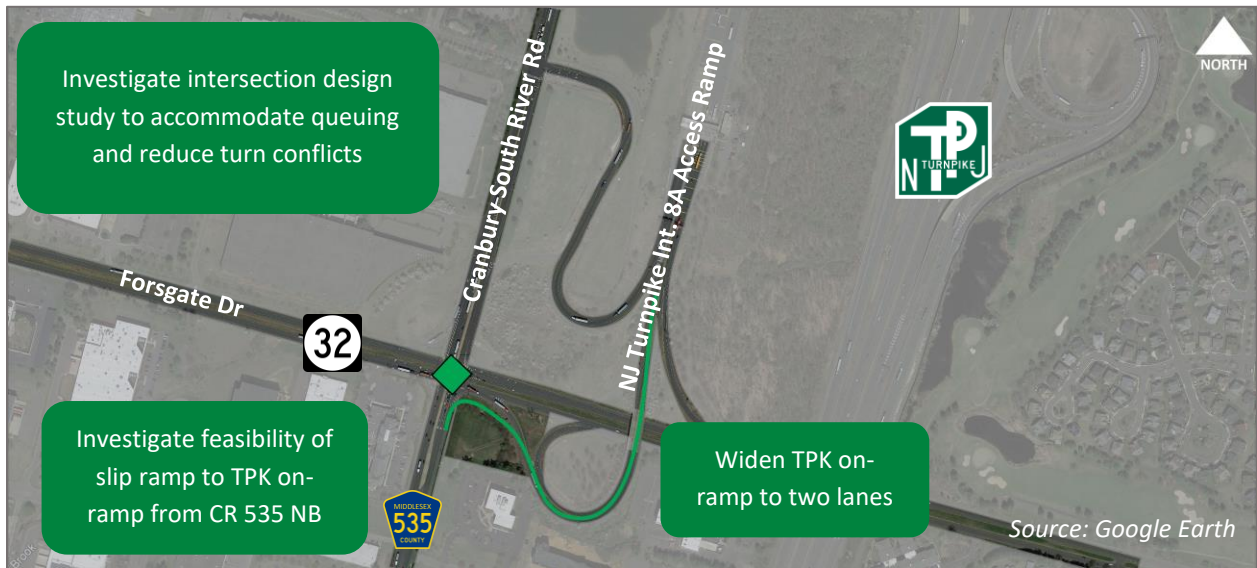 Investigate intersection design
study to accommodate queuing
and reduce turn conflicts
Cranbury South River Rd
NJ Turnpike Int. 8A Access Ramp
NORTH
N TP J
TURNPIKE
Forsgate Dr
32
Investigate feasibility of
slip ramp to TPK on-
ramp from CR 535 NB
MIDDLESEX
535
COUNTY
Widen TPK on-
ramp to two lanes
Source: Google Earth
Brook